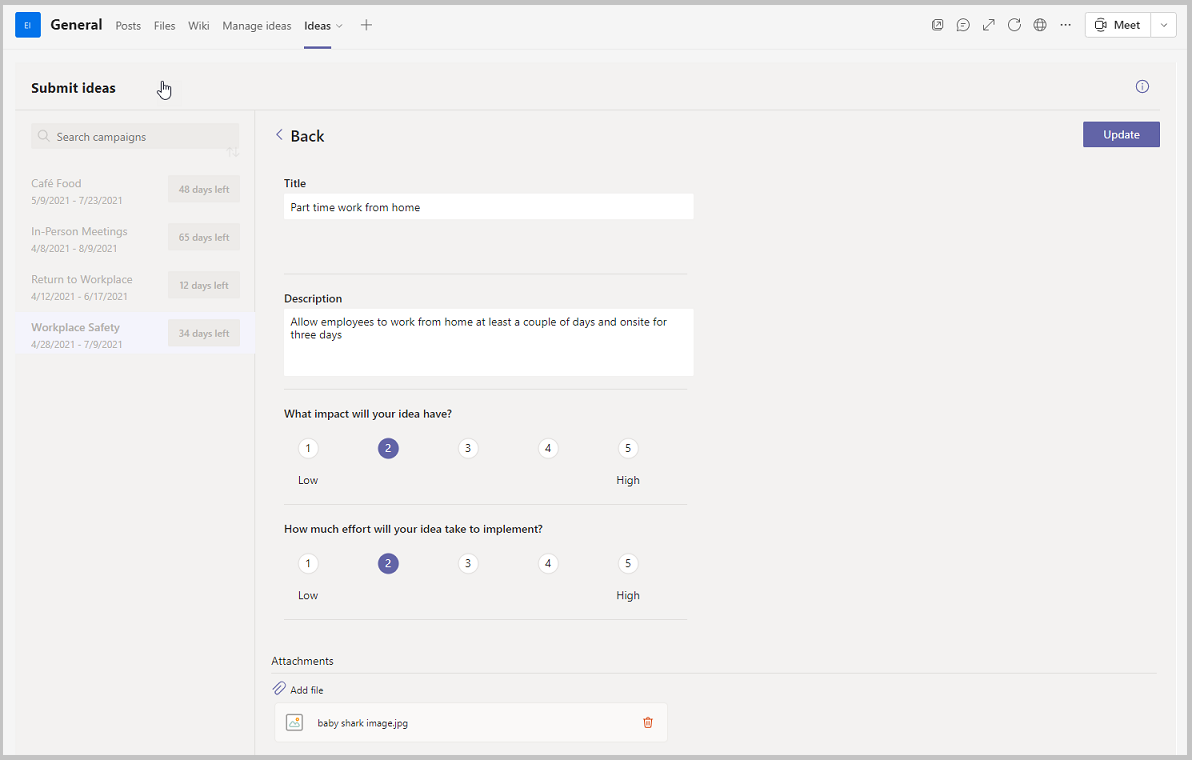 EI
General
Posts
Files
Wiki
Manage ideas
Ideas
Meet
Submit ideas
Search campaigns
Café Food
5/9/2021 - 7/23/2021
48 days left
In-Person Meetings
4/8/2021 - 8/9/2021
65 days left
Return to Workplace
4/12/2021 - 6/17/2021
12 days left
Workplace Safety
4/28/2021 - 7/9/2021
34 days left
Back
Update
Title
Part time work from home
Description
Allow employees to work from home at least a couple of days and onsite for
three days
What impact will your idea have?
1 2 3 4 5
Low High
How much effort will your idea take to implement?
1 2 3 4 5
Low High
Attachments
Add file
baby shark image.jpg